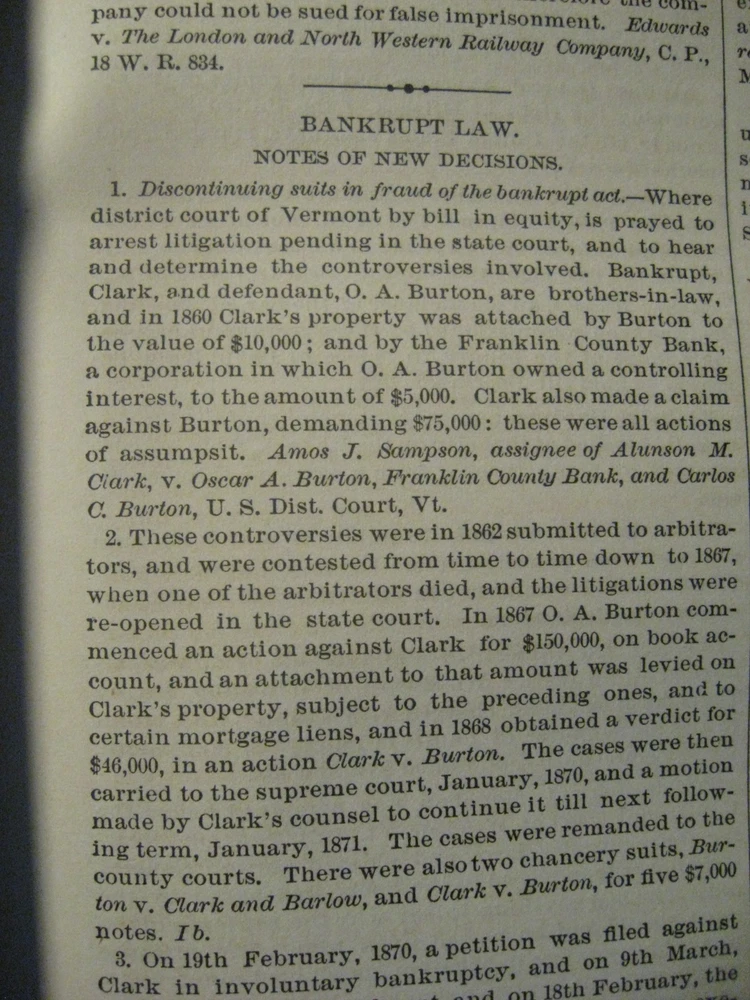 pany could not be sued for false imprisonment. Edwards
v. The London and North Western Railway Company, C. P.,
18 W. R. 834.
BANKRUPT LAW.
NOTES OF NEW DECISIONS.
1. Discontinuing suits in fraud of the bankrupt act.—Where
district court of Vermont by bill in equity, is prayed to
arrest litigation pending in the state court, and to hear
and determine the controversies involved. Bankrupt,
Clark, and defendant, O. A. Burton, are brothers-in-law,
and in 1860 Clark's property was attached by Burton to
the value of $10,000; and by the Franklin County Bank,
a corporation in which O. A. Burton owned a controlling
interest, to the amount of $5,000. Clark also made a claim
against Burton, demanding $75,000: these were all actions
of assumpsit. Amos J. Sampson, assignee of Alunson M.
Clark, v. Oscar A. Burton, Franklin County Bank, and Carlos
C. Burton, U. S. Dist. Court, Vt.
2. These controversies were in 1862 submitted to arbitra-
tors, and were contested from time to time down to 1867,
when one of the arbitrators died, and the litigations were
re-opened in the state court. In 1867 O. A. Burton com-
menced an action against Clark for $150,000, on book ac-
count, and an attachment to that amount was levied on
Clark's property, subject to the preceding ones, and to
certain mortgage liens, and in 1868 obtained a verdict for
$46,000, in an action Clark v. Burton. The cases were then
carried to the supreme court, January, 1870, and a motion
made by Clark's counsel to continue it till next follow-
ing term, January, 1871. The cases were remanded to the
county courts. There were also two chancery suits, Bur-
ton v. Clark and Barlow, and Clark v. Burton, for five $7,000
notes. Ib.
3. On 19th February, 1870, a petition was filed against
Clark in involuntary bankruptcy, and on 9th March,
and on 18th February, the